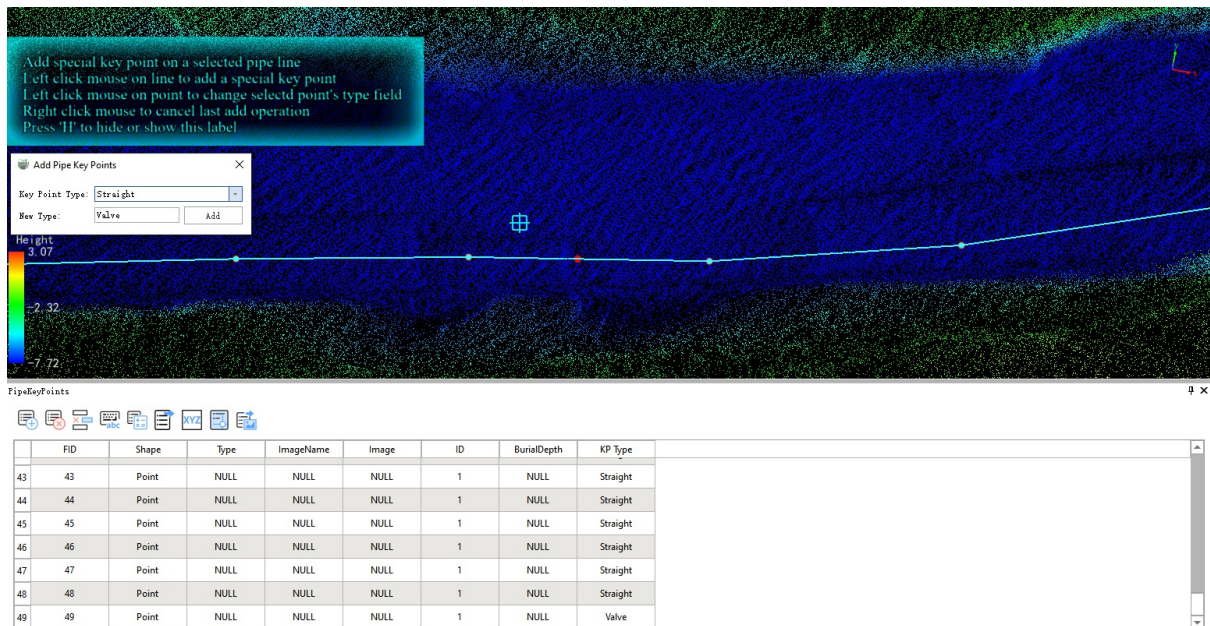 Add special key point on a selected pipe line
Left click mouse on line to add a special key point
Left click mouse on point to change selectd point's type field
Right click mouse to cancel last add operation
Press 'H' to hide or show this label
Add Pipe Key Points
Key Point Type: Straight
New Type: Valve Add
Height
3.07
-2.32
-7.72
PipeKeyPoints
abc XYZ
FID Shape Type ImageName Image ID BurialDepth KP Type
43 43 Point NULL NULL NULL 1 NULL Straight
44 44 Point NULL NULL NULL 1 NULL Straight
45 45 Point NULL NULL NULL 1 NULL Straight
46 46 Point NULL NULL NULL 1 NULL Straight
47 47 Point NULL NULL NULL 1 NULL Straight
48 48 Point NULL NULL NULL 1 NULL Straight
49 49 Point NULL NULL NULL 1 NULL Valve